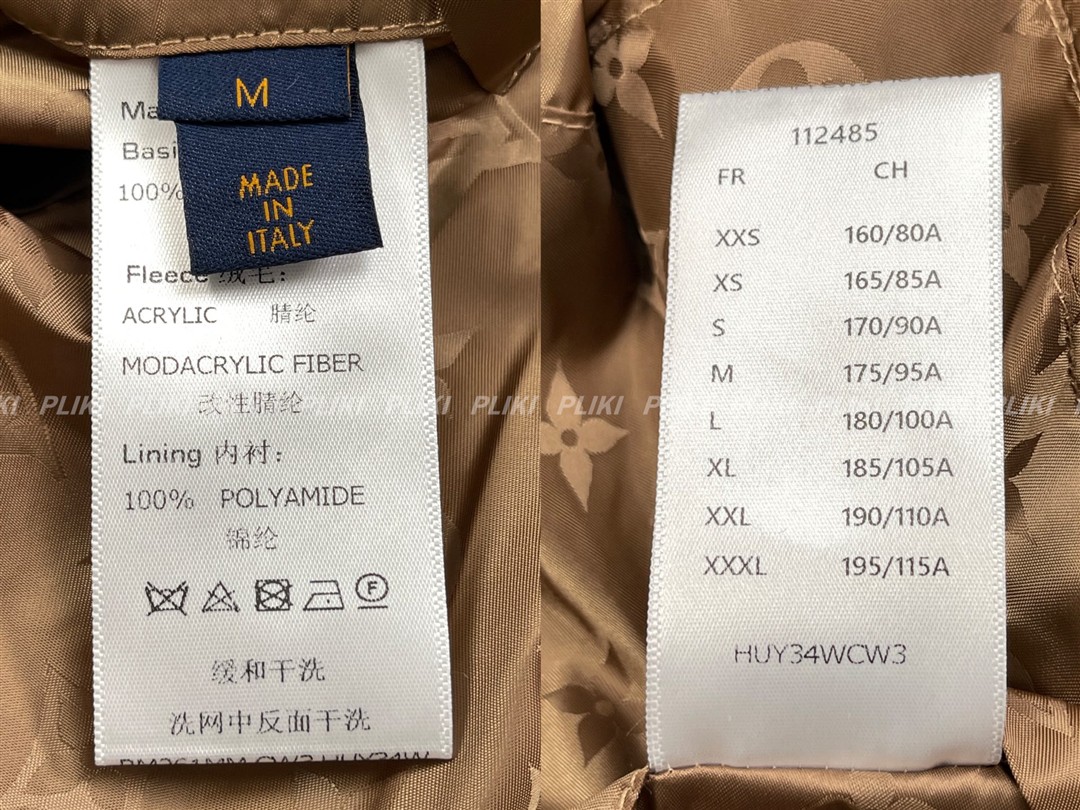 M
MADE
IN
ITALY
Ma
Basi
100%
Fleece 绒毛:
ACRYLIC 腈纶
MODACRYLIC FIBER
改性腈纶
Lining 内衬:
100% POLYAMIDE
锦纶
F
缓和干洗
洗网中反面干洗
PLIKI PLIKI PLIKI PLIKI
112485
FR CH
XXS 160/80A
XS 165/85A
S 170/90A
M 175/95A
L 180/100A
XL 185/105A
XXL 190/110A
XXXL 195/115A
HUY34WCW3